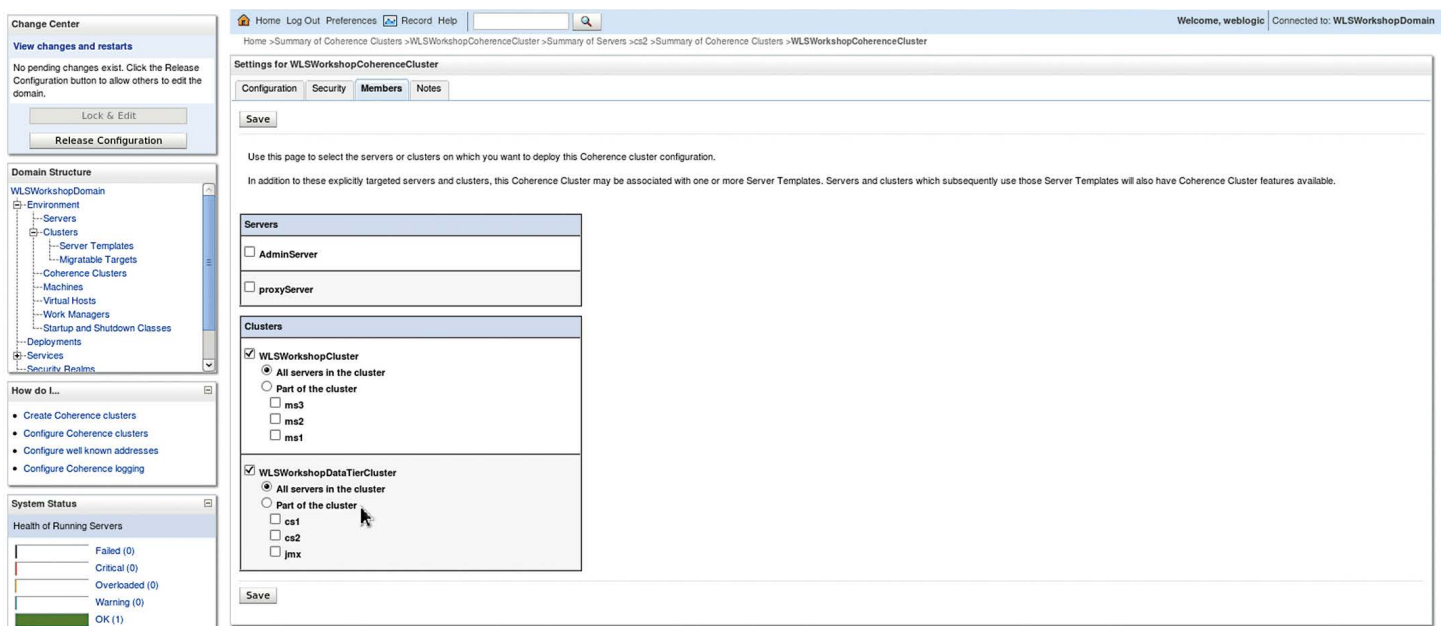 Change Center
View changes and restarts
No pending changes exist. Click the Release
Configuration button to allow others to edit the
domain.
Lock & Edit
Release Configuration
Domain Structure
WLSWorkshopDomain
Environment
Servers
Clusters
Server Templates
Migratable Targets
Coherence Clusters
Machines
Virtual Hosts
Work Managers
Startup and Shutdown Classes
Deployments
Services
Security Realms
How do I...
Create Coherence clusters
Configure Coherence clusters
Configure well known addresses
Configure Coherence logging
System Status
Health of Running Servers
Failed (0)
Critical (0)
Overloaded (0)
Warning (0)
OK (1)
Home Log Out Preferences Record Help
Welcome, weblogic Connected to: WLSWorkshopDomain
Home >Summary of Coherence Clusters >WLSWorkshopCoherenceCluster >Summary of Servers >cs2 >Summary of Coherence Clusters >WLSWorkshopCoherenceCluster
Settings for WLSWorkshopCoherenceCluster
Configuration Security Members Notes
Save
Use this page to select the servers or clusters on which you want to deploy this Coherence cluster configuration.
In addition to these explicitly targeted servers and clusters, this Coherence Cluster may be associated with one or more Server Templates. Servers and clusters which subsequently use those Server Templates will also have Coherence Cluster features available.
Servers
AdminServer
proxyServer
Clusters
WLSWorkshopCluster
All servers in the cluster
Part of the cluster
ms3
ms2
ms1
WLSWorkshopDataTierCluster
All servers in the cluster
Part of the cluster
cs1
cs2
jmx
Save